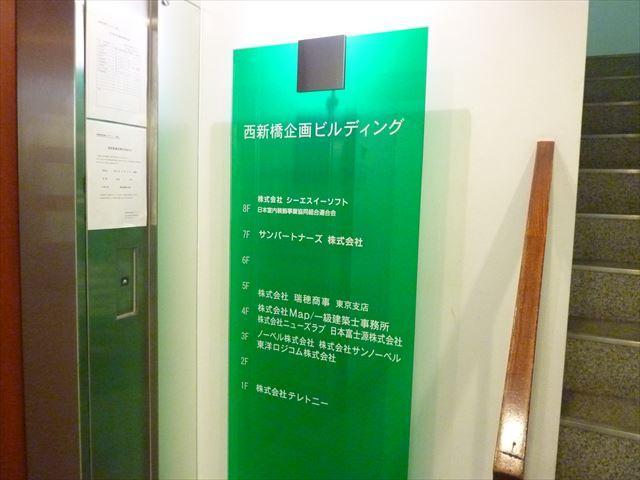 西新橋企画ビルディング
株式会社 シーエスイーソフト
8F 日本室内装飾事業協同組合連合会
7F サンパートナーズ 株式会社
6F
5F
株式会社 瑞穂商事 東京支店
4F 株式会社Map/一級建築士事務所
株式会社ニューズラブ 日本富士源株式会社
3F ノーベル株会社 株式会社サンノーベル
東洋ロジコム株式会社
2F
1F 株式会社テレトニー